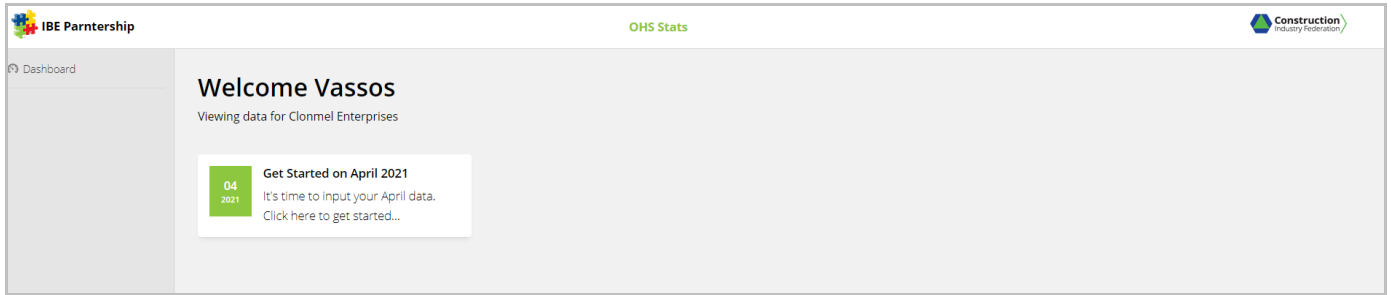 IBE Parntership
OHS Stats
Construction
Industry Federation
Dashboard
Welcome Vassos
Viewing data for Clonmel Enterprises
04
2021
Get Started on April 2021
It's time to input your April data.
Click here to get started...